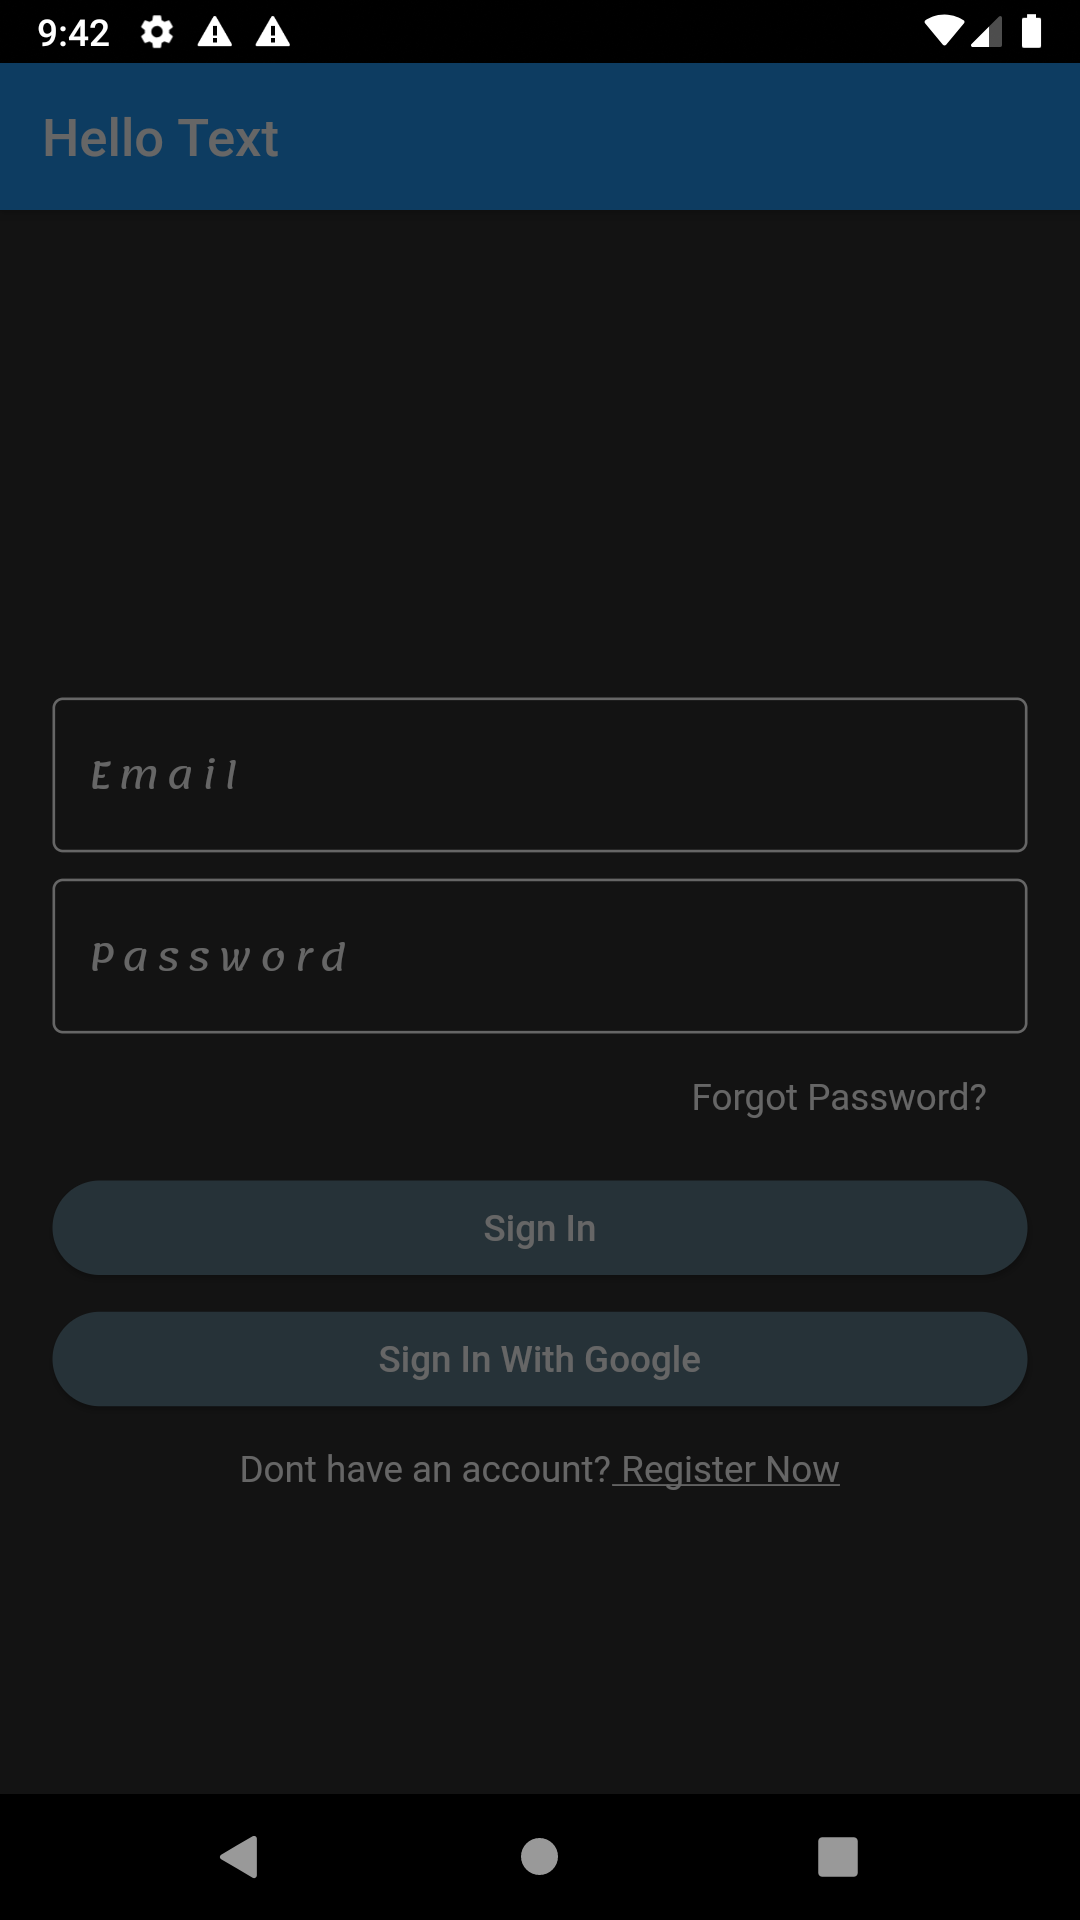 9:42
Hello Text
Email
Password
Forgot Password?
Sign In
Sign In With Google
Dont have an account? Register Now